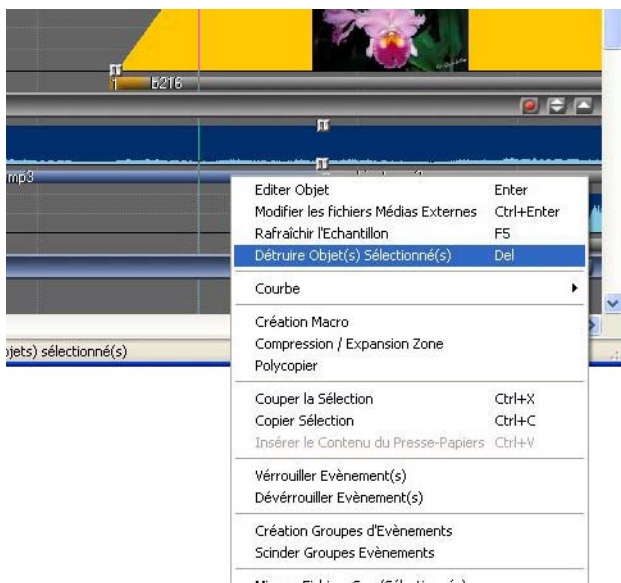 1 b216
mp3
Editer Objet Enter
Modifier les fichiers Médias Externes Ctrl+Enter
Rafraîchir l'Echantillon F5
Détruire Objet(s) Sélectionné(s) Del
Courbe
Création Macro
Compression / Expansion Zone
Polycopier
jets) sélectionné(s)
Couper la Sélection Ctrl+X
Copier Sélection Ctrl+C
Insérer le Contenu du Presse-Papiers Ctrl+V
Vérrouiller Evènement(s)
Dévérrouiller Evènement(s)
Création Groupes d'Evènements
Scinder Groupes Evènements